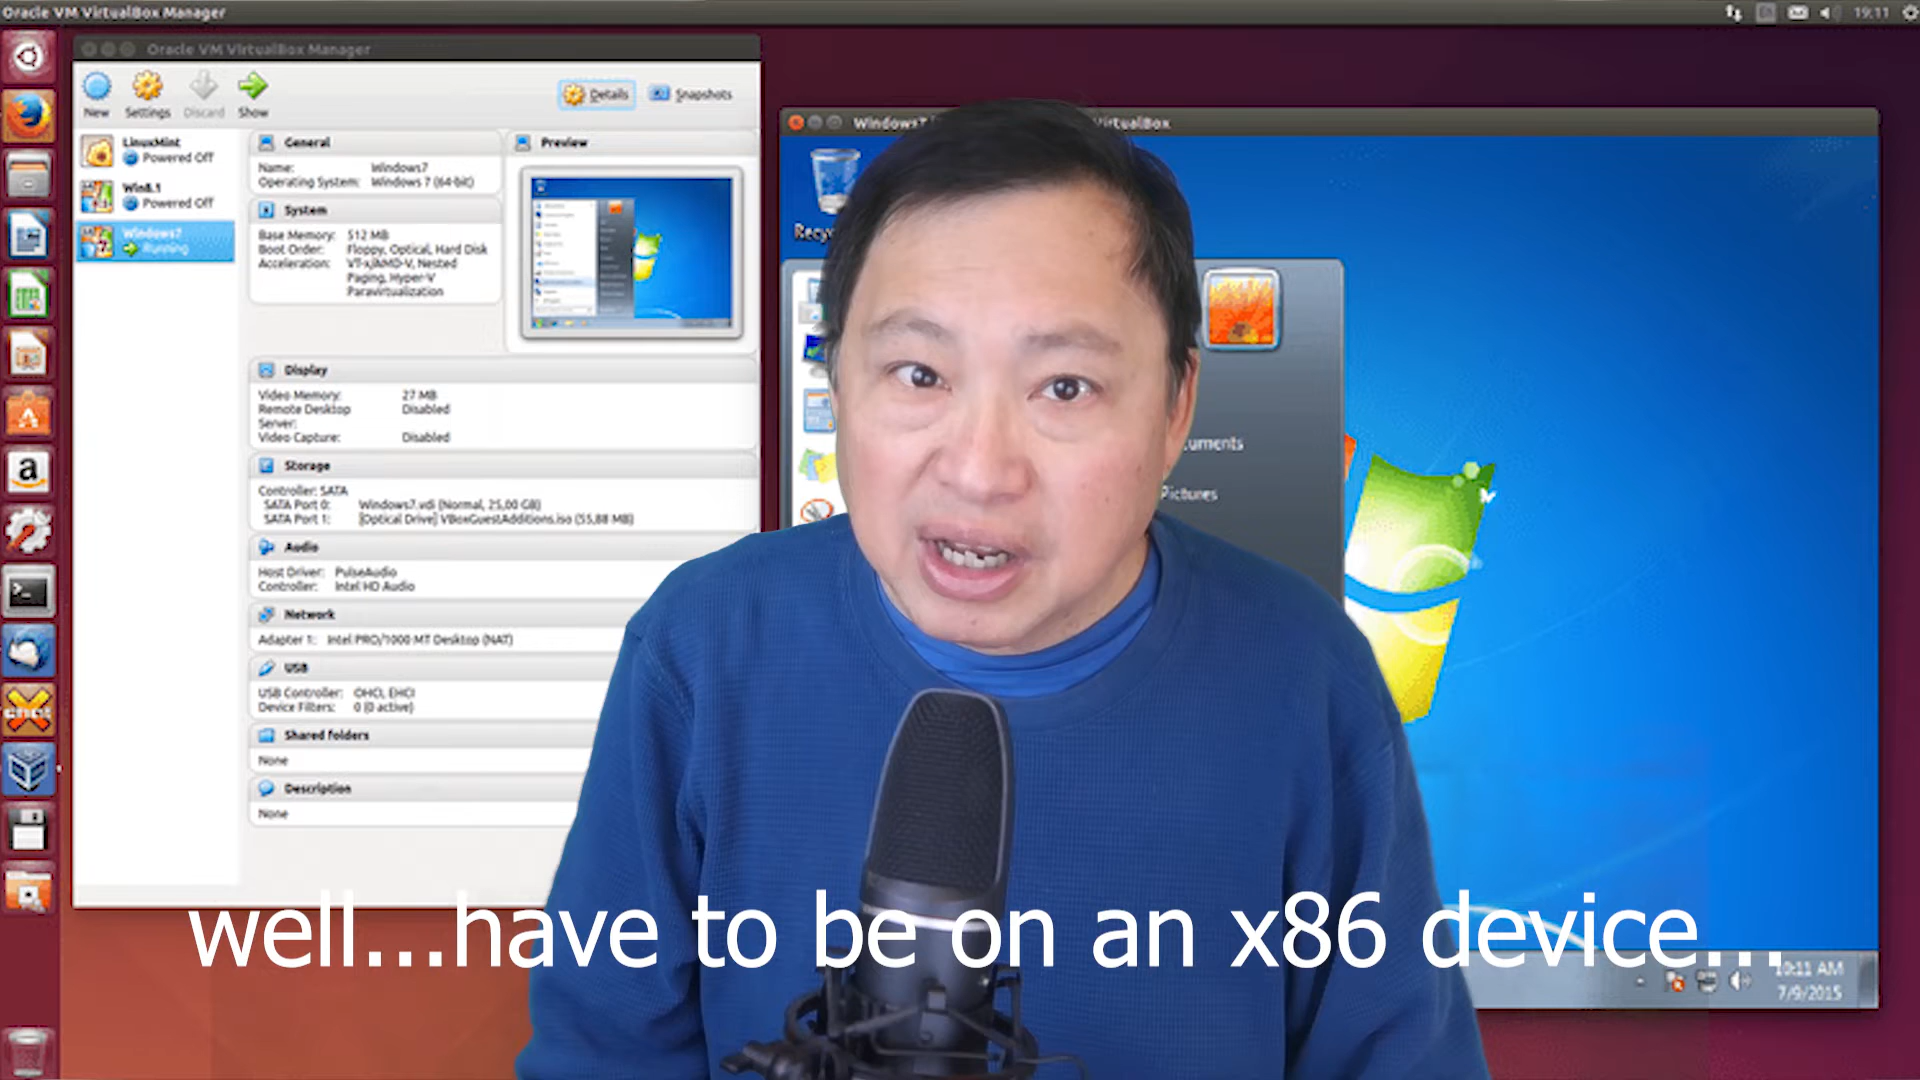 Oracle VM VirtualBox Manager
19:11
Oracle VM VirtualBox Manager
New
Settings
Discard
Show
Details
Snapshots
LinuxMint
Powered Off
Win8.1
Powered Off
Windows7
Running
General
Name: Windows7
Operating System: Windows 7 (64-bit)
System
Base Memory: 512 MB
Boot Order: Floppy, Optical, Hard Disk
Acceleration: VT-x/AMD-V, Nested
Paging, Hyper-V
Paravirtualization
Preview
Display
Video Memory: 27 MB
Remote Desktop Disabled
Server:
Video Capture: Disabled
Storage
Controller: SATA
SATA Port 0: Windows7.vdi (Normal, 25,00 GB)
SATA Port 1: [Optical Drive] VBoxGuestAdditions.iso (55,88 MB)
Audio
Host Driver: PulseAudio
Controller: Intel HD Audio
Network
Adapter 1: Intel PRO/1000 MT Desktop (NAT)
USB
USB Controller: OHCI, EHCI
Device Filters: 0 (0 active)
Shared folders
None
Description
None
Windows7
VirtualBox
Recyc
cuments
Pictures
a
well...have to be on an x86 device...
10:11 AM
7/9/2015